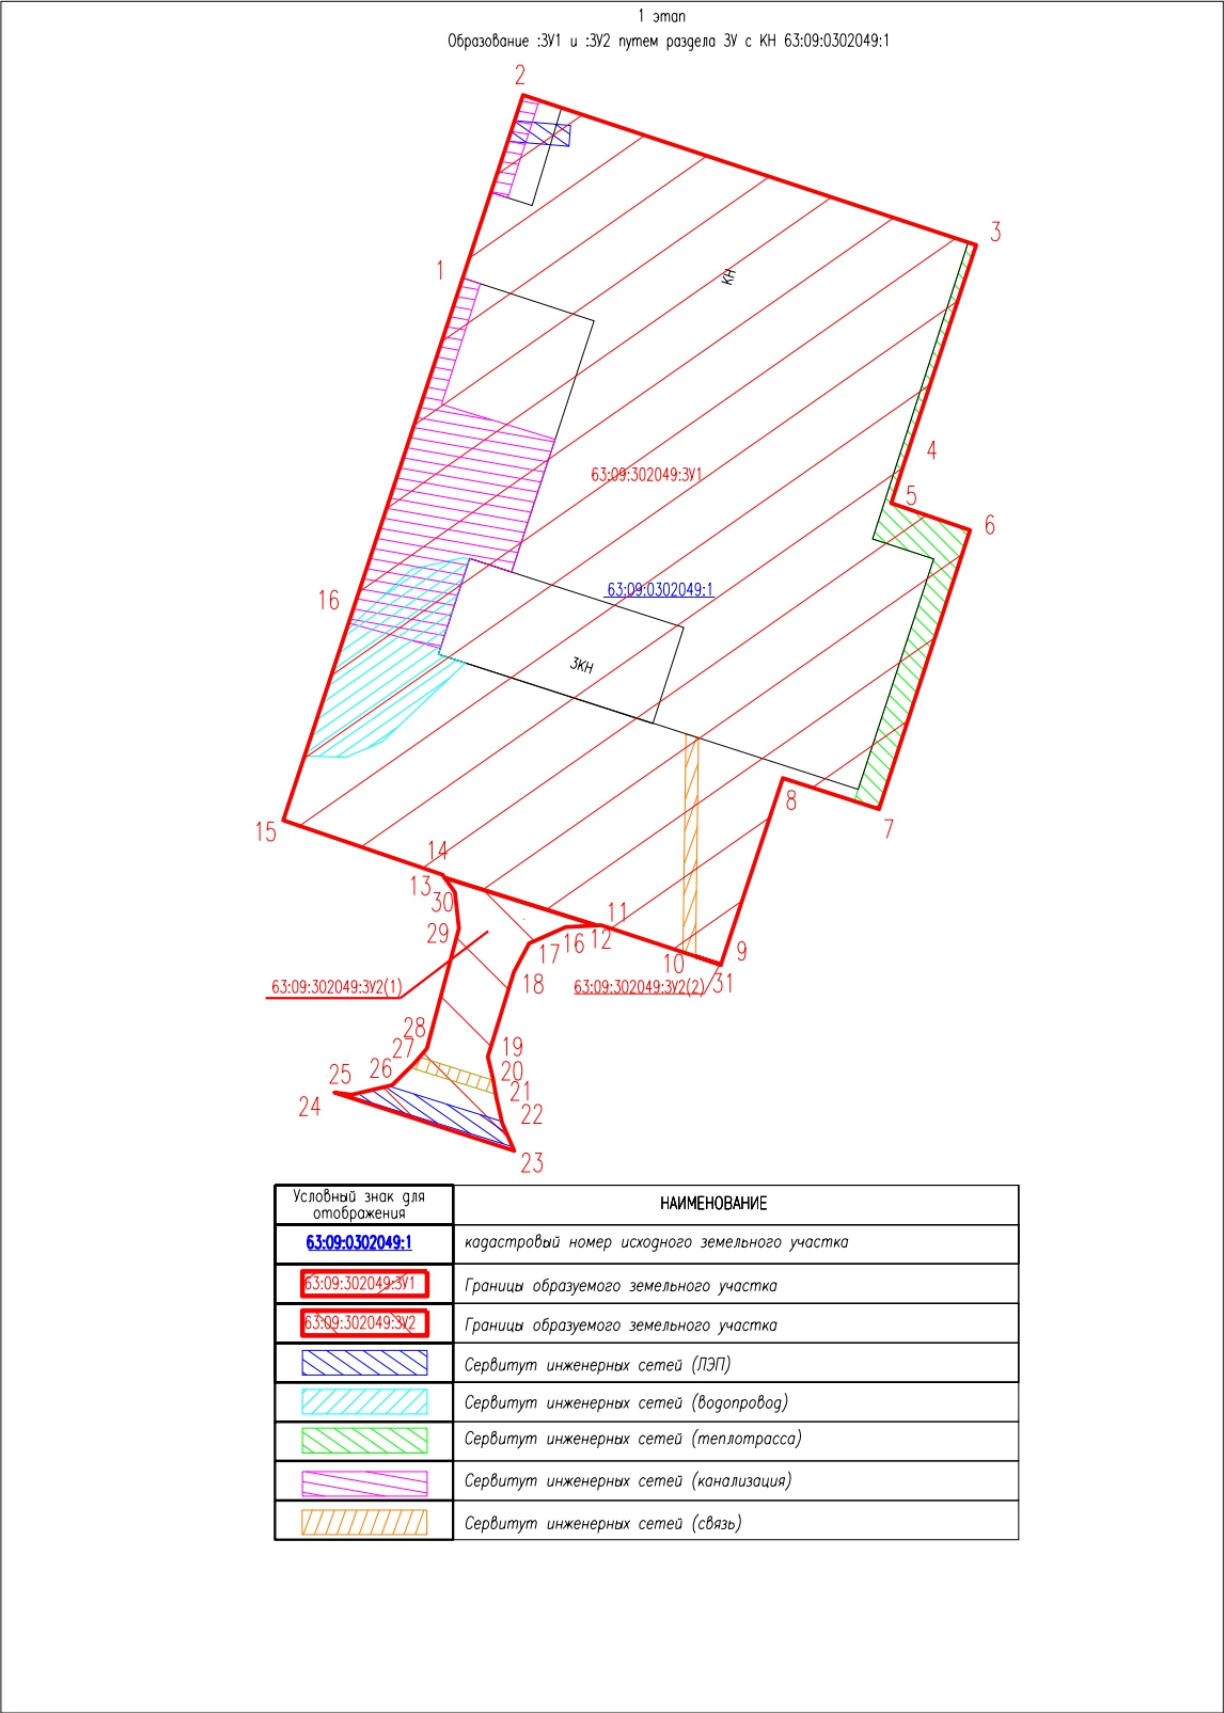 1 этап
Образование :ЗУ1 и :ЗУ2 путем раздела ЗУ с КН 63:09:0302049:1
2
3
1
КН
4
63:09:302049:ЗУ1
5
6
63:09:0302049:1
16
3КН
8
7
15
14
13
30
11
29
12
16
17
9
10
18
31
63:09:302049:ЗУ2(1)
63:09:302049:ЗУ2(2)
28
27
19
26
20
25
21
24
22
23
Условный знак для
отображения
НАИМЕНОВАНИЕ
63:09:0302049:1
кадастровый номер исходного земельного участка
63:09:302049:ЗУ1
Границы образуемого земельного участка
63:09:302049:ЗУ2
Границы образуемого земельного участка
Сервитут инженерных сетей (ЛЭП)
Сервитут инженерных сетей (водопровод)
Сервитут инженерных сетей (теплотрасса)
Сервитут инженерных сетей (канализация)
Сервитут инженерных сетей (связь)